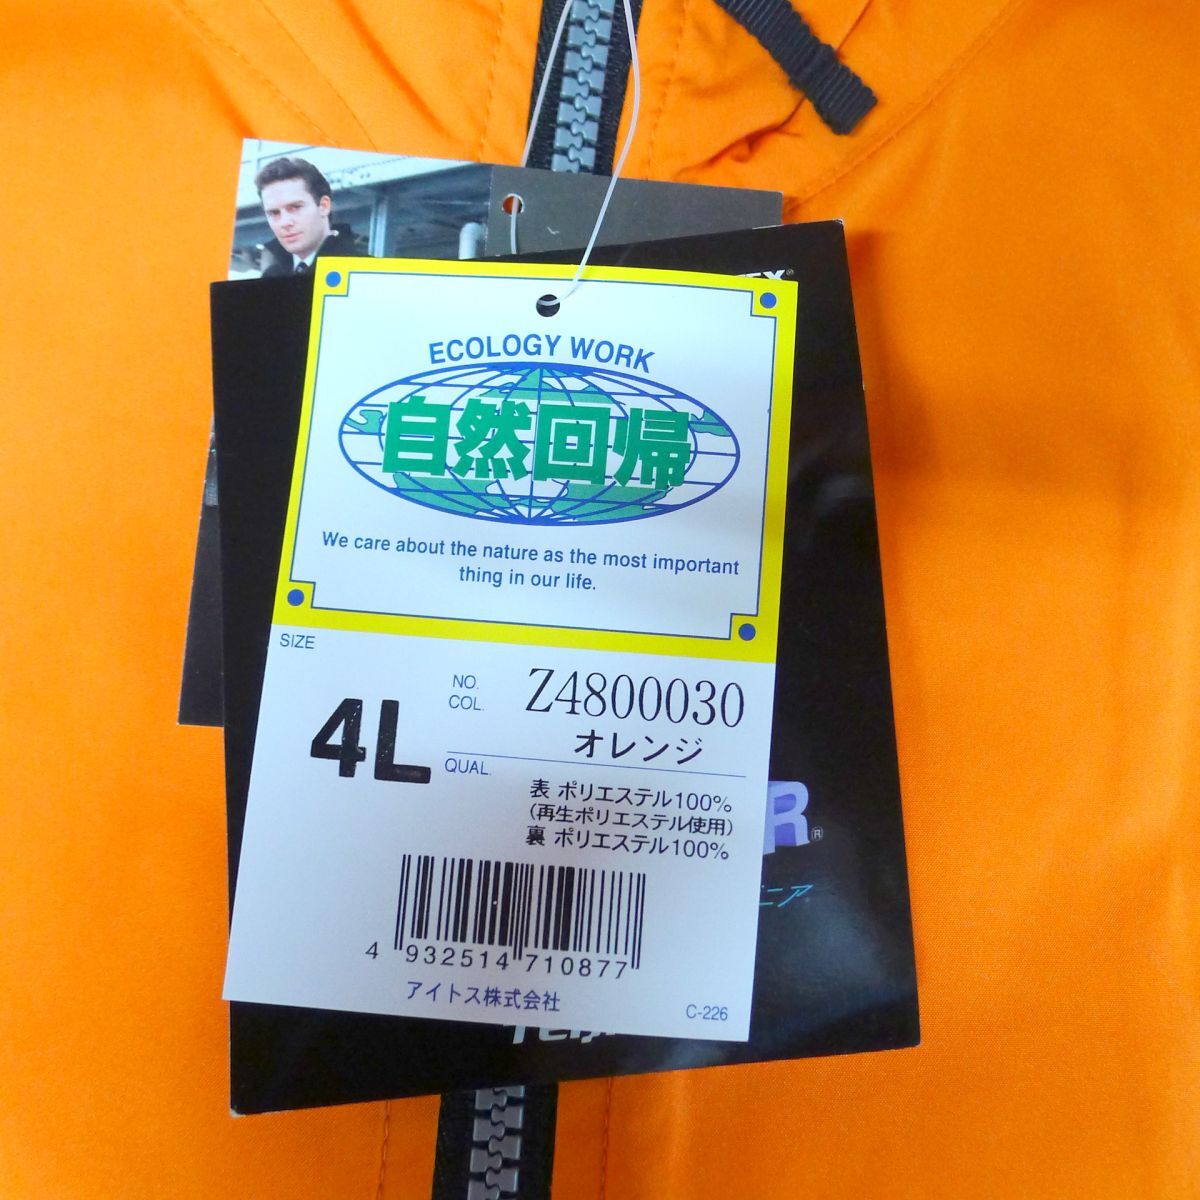 ECOLOGY WORK
自然回帰
We care about the nature as the most important
thing in our life.
SIZE
4L
NO. Z4800030
COL. オレンジ
QUAL. 表 ポリエステル100%
(再生ポリエステル使用)
裏 ポリエステル100%
4 932514 710877
アイトス株式会社
C-226
R®
ニア